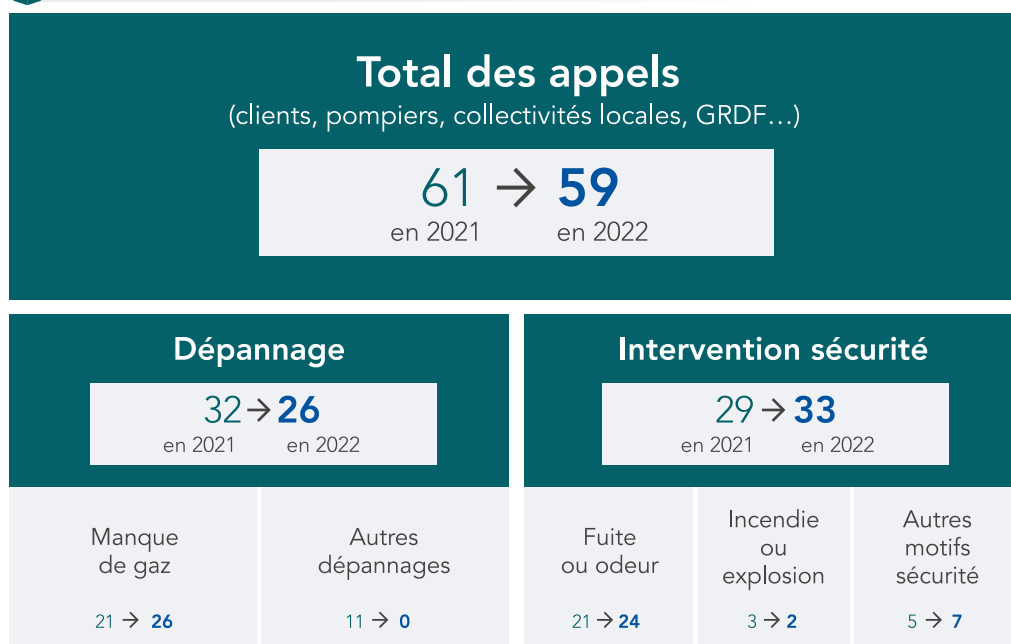 Total des appels
(clients, pompiers, collectivités locales, GRDF...)
61 → 59
en 2021 en 2022
Dépannage
32 → 26
en 2021 en 2022
Intervention sécurité
29 → 33
en 2021 en 2022
Manque
de gaz
21 → 26
Autres
dépannages
11 → 0
Fuite
ou odeur
21 → 24
Incendie
ou
explosion
3 → 2
Autres
motifs
sécurité
5 → 7